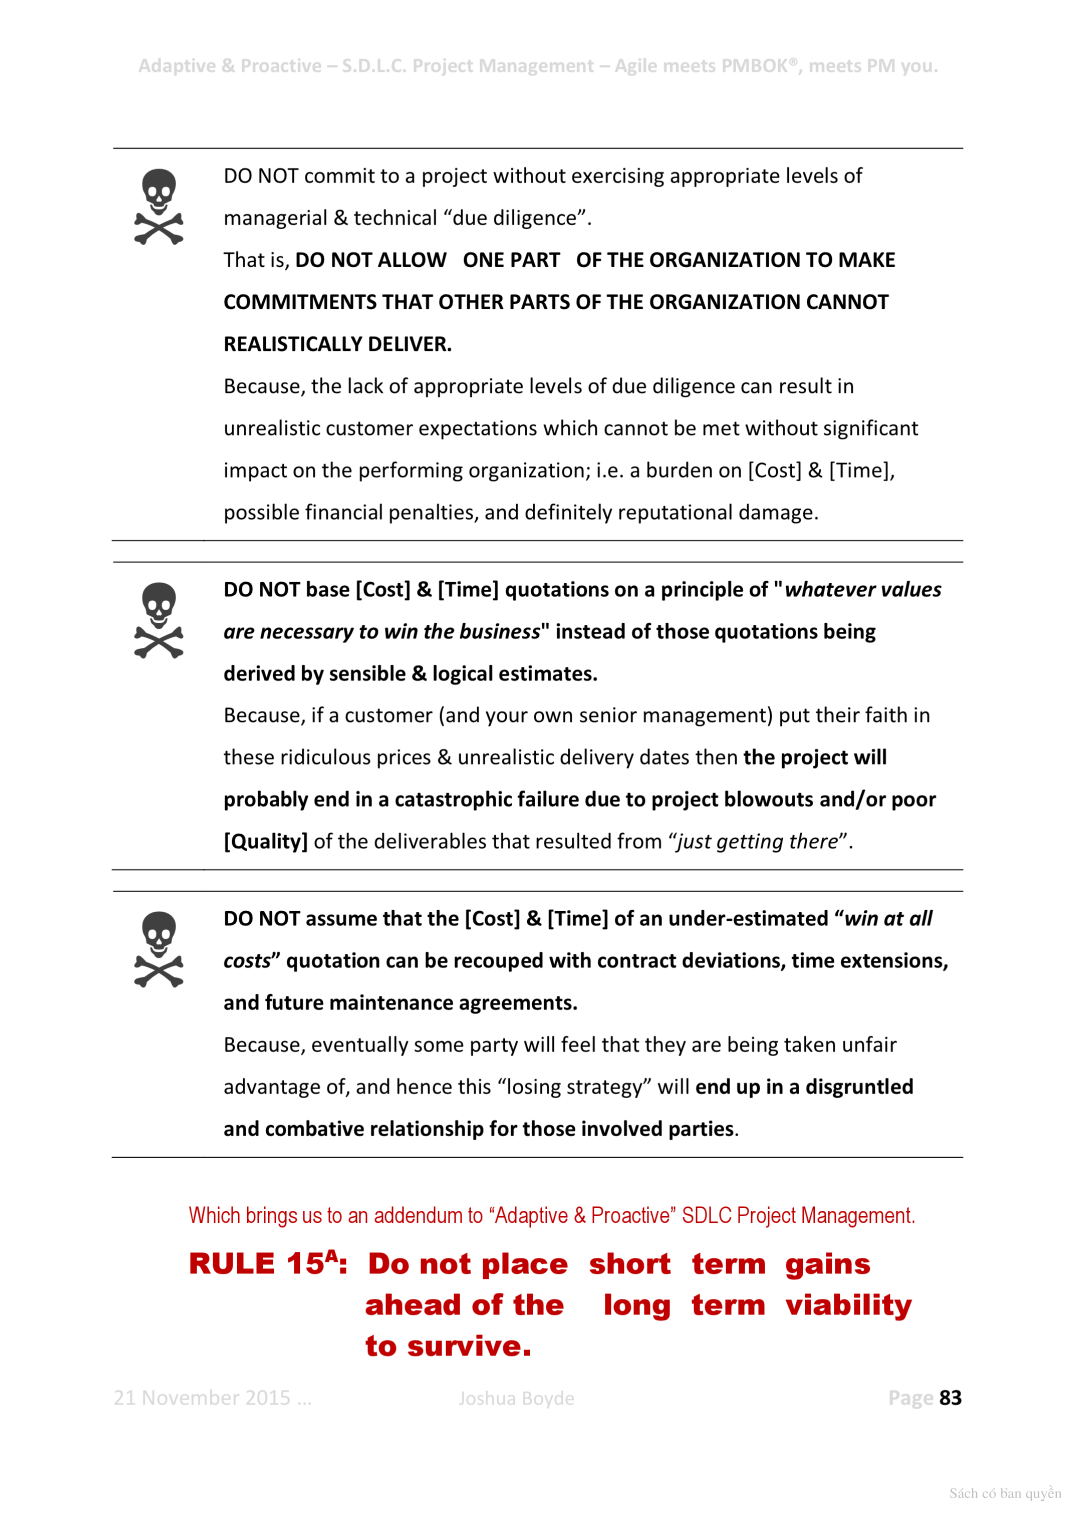 Adaptive & Proactive – S.D.L.C. Project Management – Agile meets PMBOK®, meets PM you.
DO NOT commit to a project without exercising appropriate levels of
managerial & technical “due diligence”.
That is, DO NOT ALLOW ONE PART OF THE ORGANIZATION TO MAKE
COMMITMENTS THAT OTHER PARTS OF THE ORGANIZATION CANNOT
REALISTICALLY DELIVER.
Because, the lack of appropriate levels of due diligence can result in
unrealistic customer expectations which cannot be met without significant
impact on the performing organization; i.e. a burden on [Cost] & [Time],
possible financial penalties, and definitely reputational damage.
DO NOT base [Cost] & [Time] quotations on a principle of "whatever values
are necessary to win the business" instead of those quotations being
derived by sensible & logical estimates.
Because, if a customer (and your own senior management) put their faith in
these ridiculous prices & unrealistic delivery dates then the project will
probably end in a catastrophic failure due to project blowouts and/or poor
[Quality] of the deliverables that resulted from “just getting there”.
DO NOT assume that the [Cost] & [Time] of an under-estimated “win at all
costs” quotation can be recouped with contract deviations, time extensions,
and future maintenance agreements.
Because, eventually some party will feel that they are being taken unfair
advantage of, and hence this “losing strategy” will end up in a disgruntled
and combative relationship for those involved parties.
Which brings us to an addendum to “Adaptive & Proactive” SDLC Project Management.
RULE 15A: Do not place short term gains
ahead of the long term viability
to survive.
21 November 2015 … Joshua Boyde Page 83
Sách có bản quyền